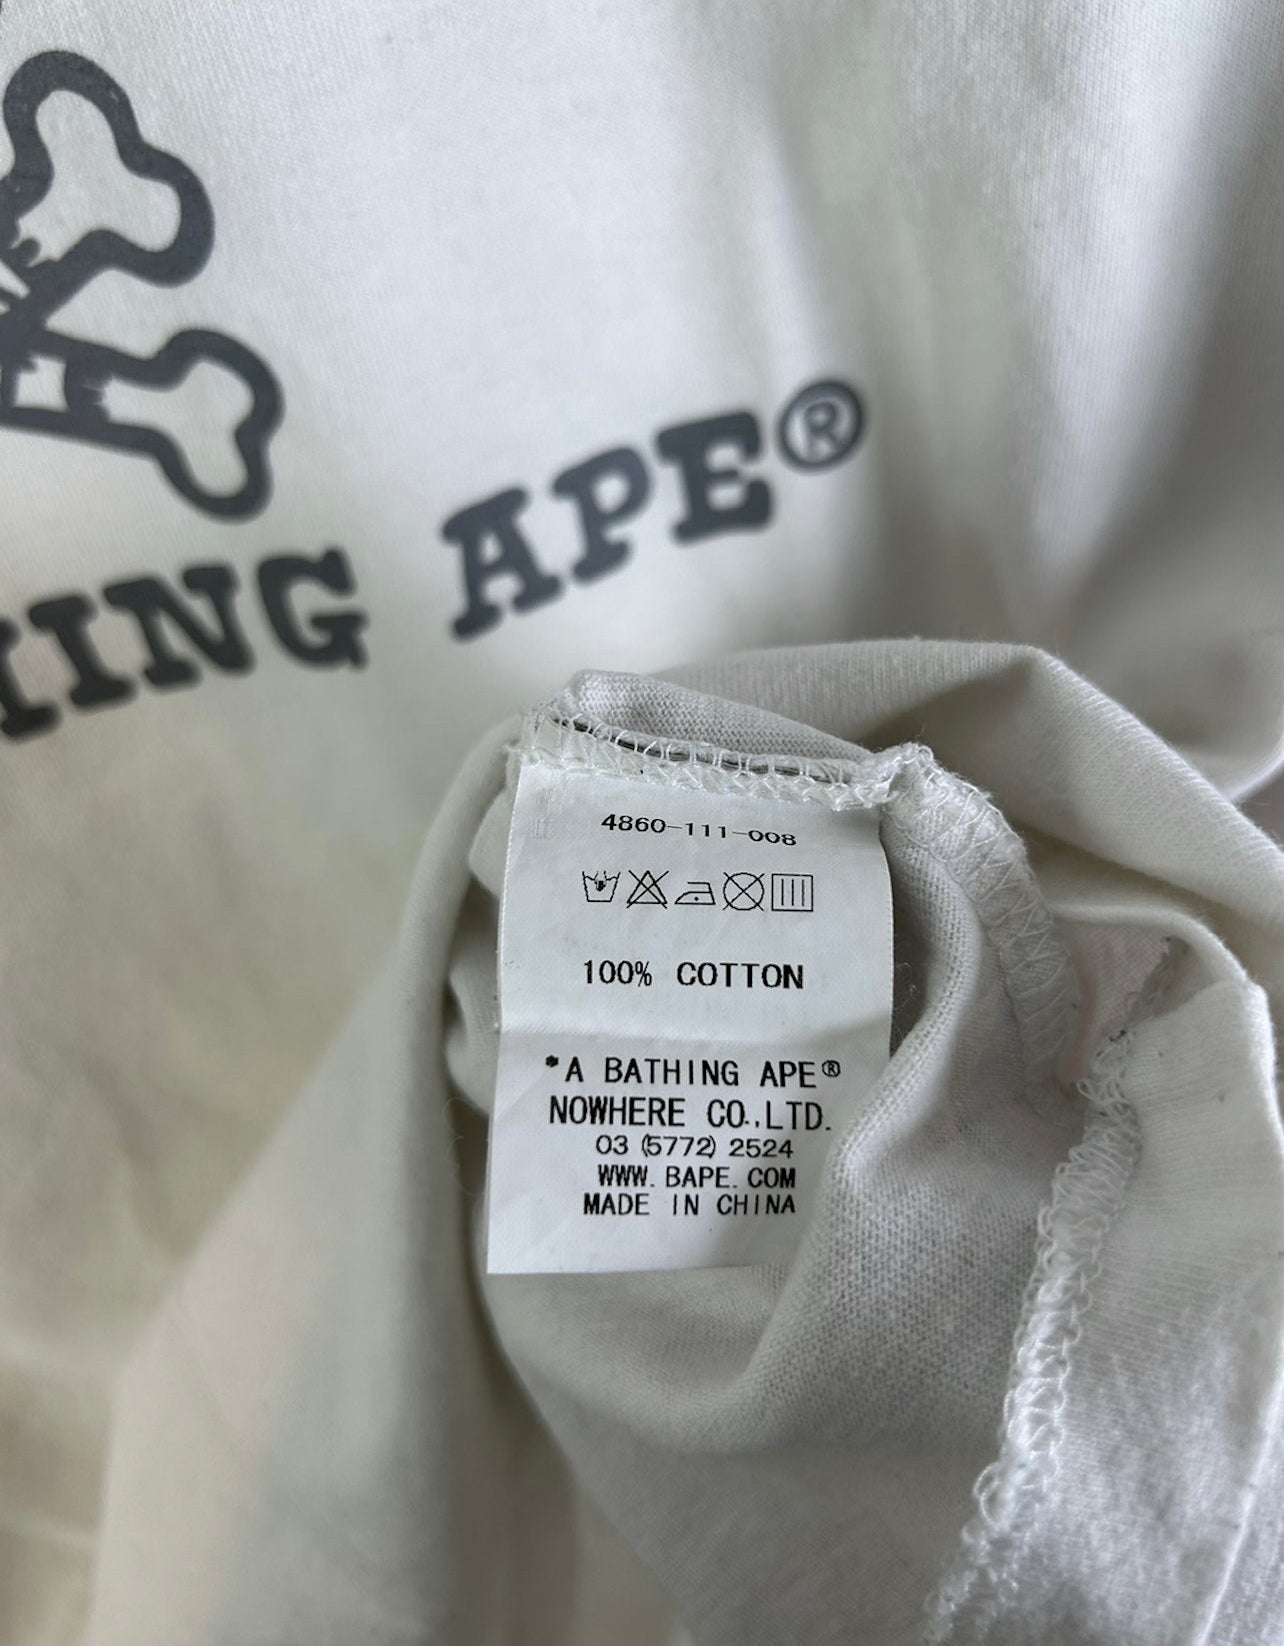 HING APE®
4860-111-008
100% COTTON
*A BATHING APE®
NOWHERE CO.,LTD.
03 (5772) 2524
WWW. BAPE. COM
MADE IN CHINA